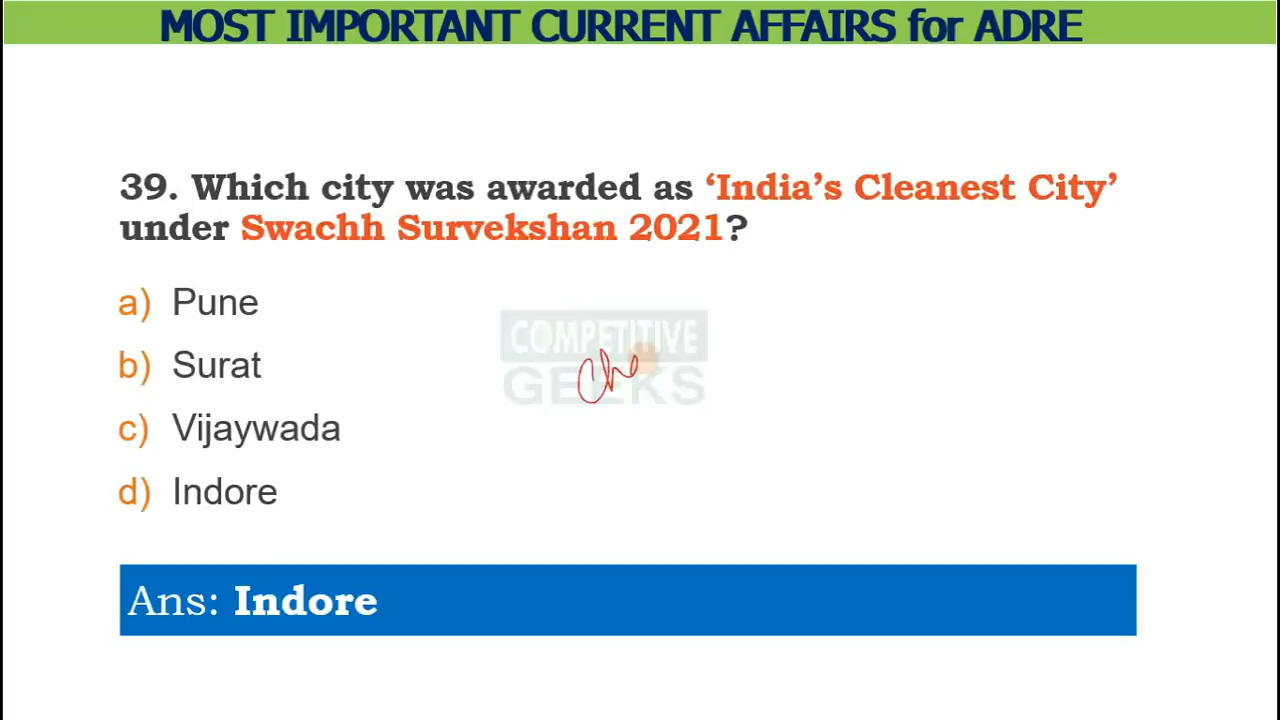 MOST IMPORTANT CURRENT AFFAIRS for ADRE
39. Which city was awarded as ‘India’s Cleanest City’
under Swachh Survekshan 2021?
a) Pune
b) Surat
c) Vijaywada
d) Indore
COMPETITIVE
GEEKS
Ans: Indore